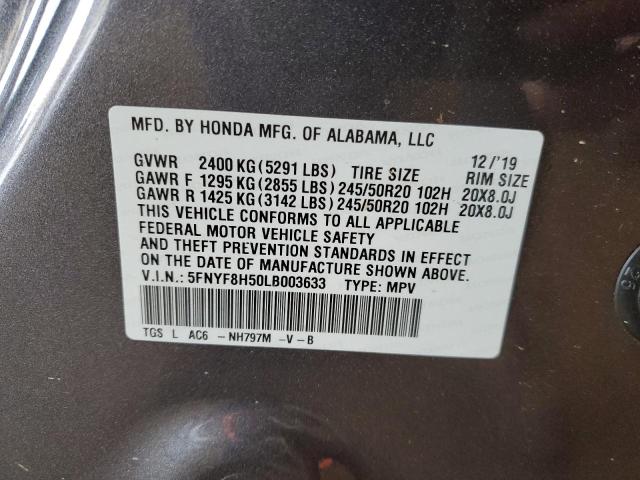 MFD. BY HONDA MFG. OF ALABAMA, LLC
GVWR 2400 KG (5291 LBS) TIRE SIZE 12/'19 RIM SIZE
GAWR F 1295 KG (2855 LBS) 245/50R20 102H 20X8.0J
GAWR R 1425 KG (3142 LBS) 245/50R20 102H 20X8.0J
THIS VEHICLE CONFORMS TO ALL APPLICABLE
FEDERAL MOTOR VEHICLE SAFETY
AND THEFT PREVENTION STANDARDS IN EFFECT
ON THE DATE OF MANUFACTURE SHOWN ABOVE.
V.I.N.: 5FNYF8H50LB003633 TYPE: MPV
TGS L AC6 -NH797M -V-B